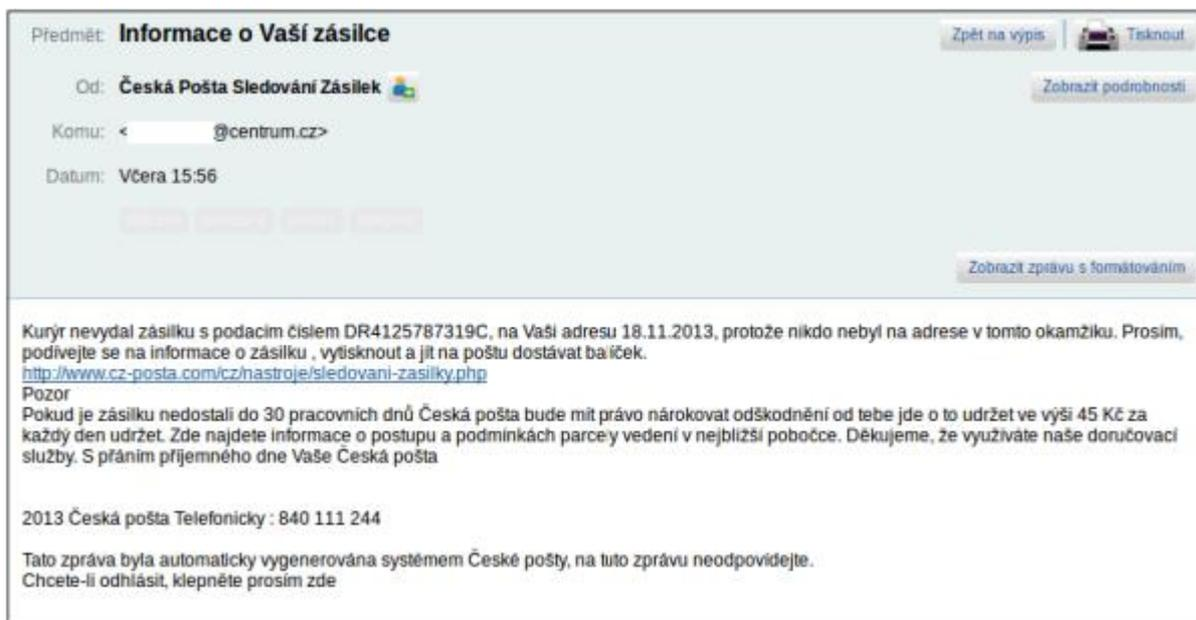 Předmět: Informace o Vaší zásilce
Zpět na výpis
Tisknout
Od: Česká Pošta Sledování Zásilek
Zobrazit podrobnosti
Komu: < @centrum.cz>
Datum: Včera 15:56
Zobrazit zprávu s formátováním
Kurýr nevydal zásilku s podacím číslem DR4125787319C, na Vaši adresu 18.11.2013, protože nikdo nebyl na adrese v tomto okamžiku. Prosím,
podívejte se na informace o zásilku , vytisknout a jít na poštu dostávat balíček.
http://www.cz-posta.com/cz/nastroje/sledovani-zasilky.php
Pozor
Pokud je zásilku nedostali do 30 pracovních dnů Česká pošta bude mít právo nárokovat odškodnění od tebe jde o to udržet ve výši 45 Kč za
každý den udržet. Zde najdete informace o postupu a podmínkách parcely vedení v nejbližší pobočce. Děkujeme, že využíváte naše doručovací
služby. S přáním příjemného dne Vaše Česká pošta
2013 Česká pošta Telefonicky : 840 111 244
Tato zpráva byla automaticky vygenerována systémem České pošty, na tuto zprávu neodpovídejte.
Chcete-li odhlásit, klepněte prosím zde